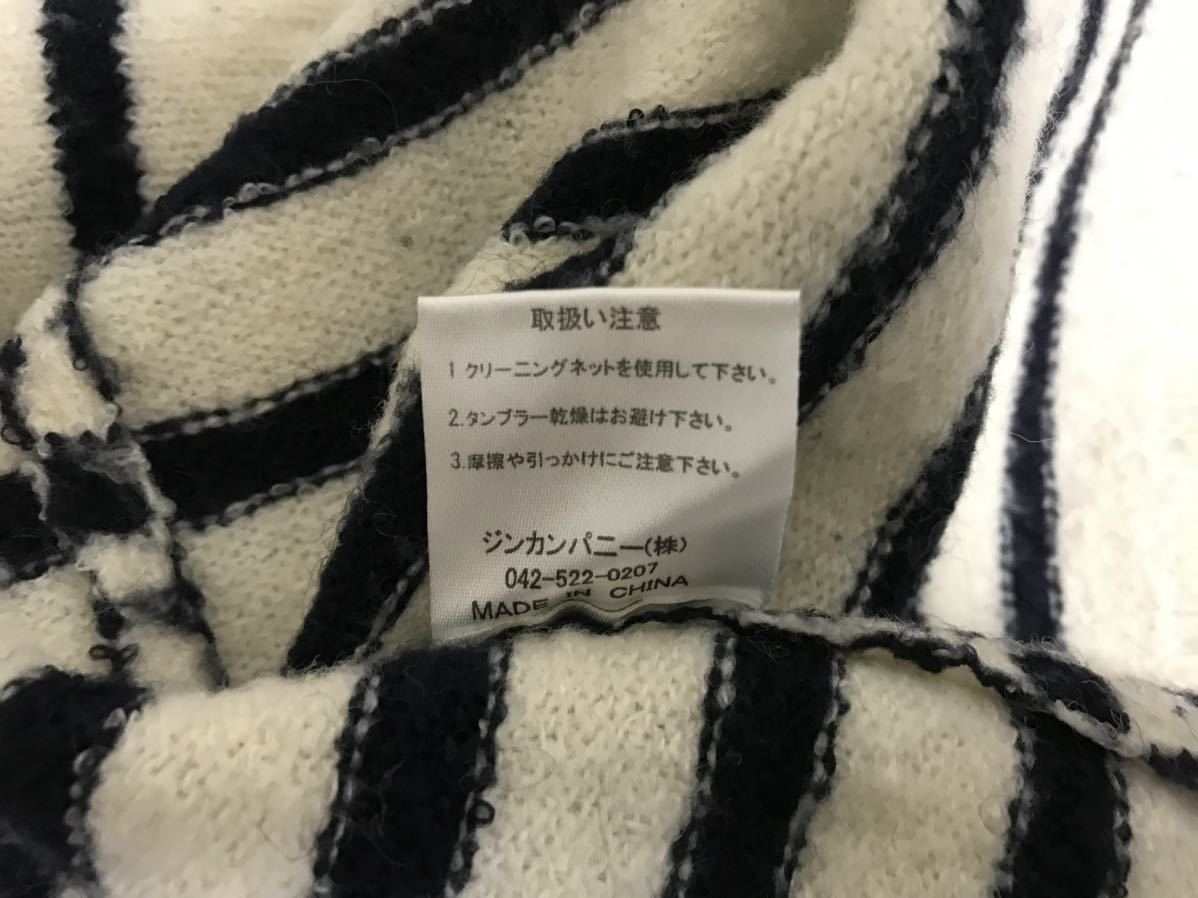 取扱い注意
1 クリーニングネットを使用して下さい。
2.タンブラー乾燥はお避け下さい。
3.摩擦や引っかけにご注意下さい。
ジンカンパニー(株)
042-522-0207
MADE IN CHINA